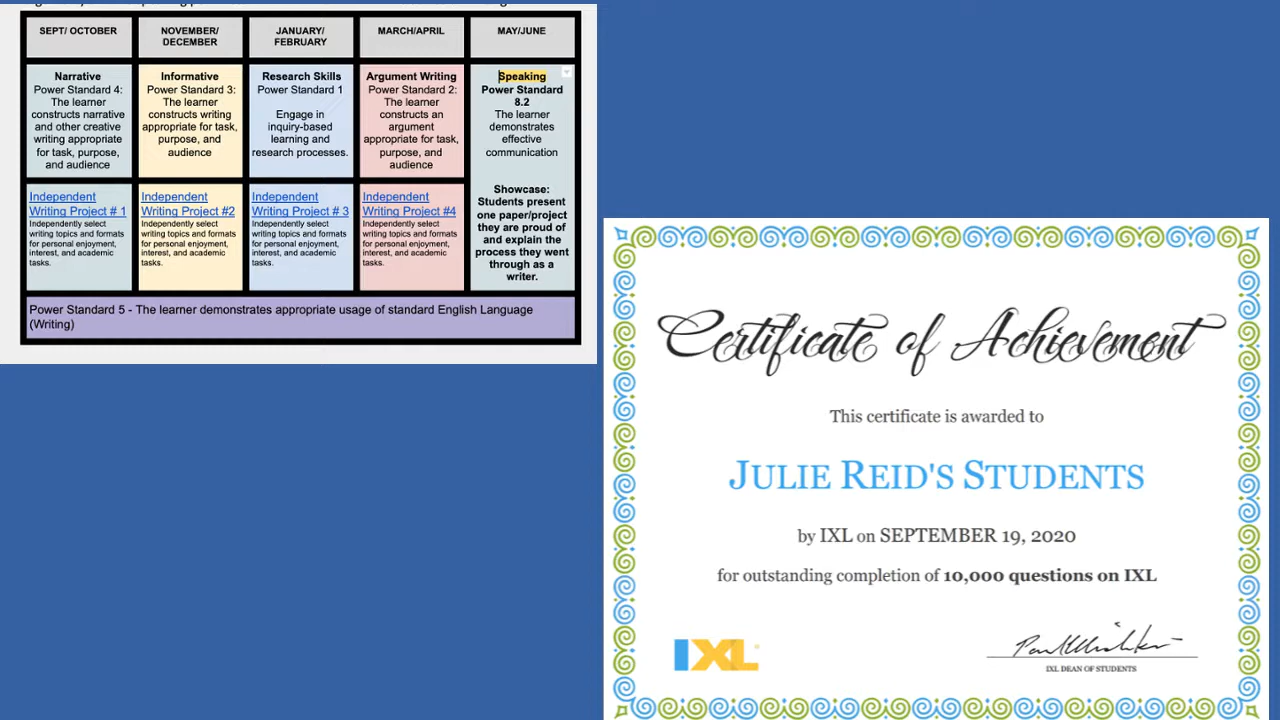 SEPT/ OCTOBER
NOVEMBER/
DECEMBER
JANUARY/
FEBRUARY
MARCH/APRIL
MAY/JUNE
Narrative
Power Standard 4:
The learner
constructs narrative
and other creative
writing appropriate
for task, purpose,
and audience
Informative
Power Standard 3:
The learner
constructs writing
appropriate for task,
purpose, and
audience
Research Skills
Power Standard 1
Engage in
inquiry-based
learning and
research processes.
Argument Writing
Power Standard 2:
The learner
constructs an
argument
appropriate for task,
purpose, and
audience
Speaking
Power Standard
8.2
The learner
demonstrates
effective
communication
Showcase:
Students present
one paper/project
they are proud of
and explain the
process they went
through as a
writer.
Independent
Writing Project # 1
Independently select
writing topics and formats
for personal enjoyment,
interest, and academic
tasks.
Independent
Writing Project #2
Independently select
writing topics and formats
for personal enjoyment,
interest, and academic
tasks.
Independent
Writing Project # 3
Independently select
writing topics and formats
for personal enjoyment,
interest, and academic
tasks.
Independent
Writing Project #4
Independently select
writing topics and formats
for personal enjoyment,
interest, and academic
tasks.
Power Standard 5 - The learner demonstrates appropriate usage of standard English Language
(Writing)
Certificate of Achievement
This certificate is awarded to
JULIE REID'S STUDENTS
by IXL on SEPTEMBER 19, 2020
for outstanding completion of 10,000 questions on IXL
IXL
IXL DEAN OF STUDENTS